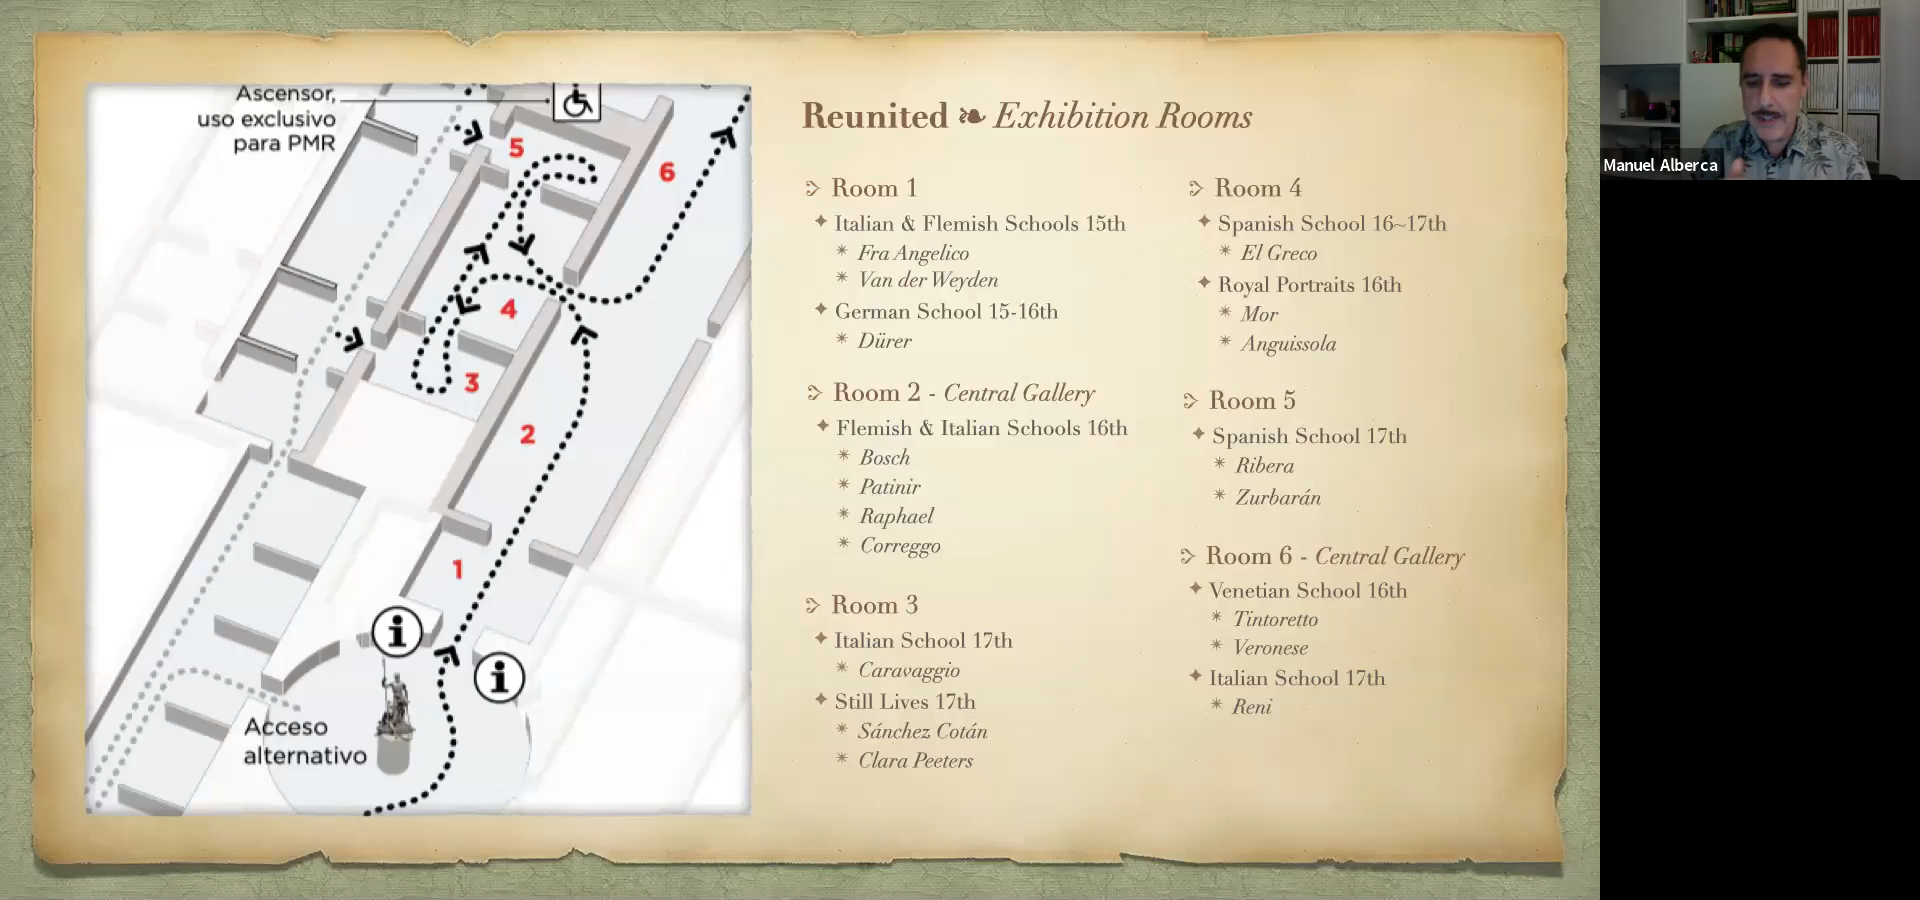 Ascensor,
uso exclusivo
para PMR
5
6
4
3
2
1
i
i
Acceso
alternativo
Reunited ❧ Exhibition Rooms
Room 1
Italian & Flemish Schools 15th
Fra Angelico
Van der Weyden
German School 15-16th
Dürer
Room 2 - Central Gallery
Flemish & Italian Schools 16th
Bosch
Patinir
Raphael
Correggo
Room 3
Italian School 17th
Caravaggio
Still Lives 17th
Sánchez Cotán
Clara Peeters
Room 4
Spanish School 16~17th
El Greco
Royal Portraits 16th
Mor
Anguissola
Room 5
Spanish School 17th
Ribera
Zurbarán
Room 6 - Central Gallery
Venetian School 16th
Tintoretto
Veronese
Italian School 17th
Reni
Manuel Alberca